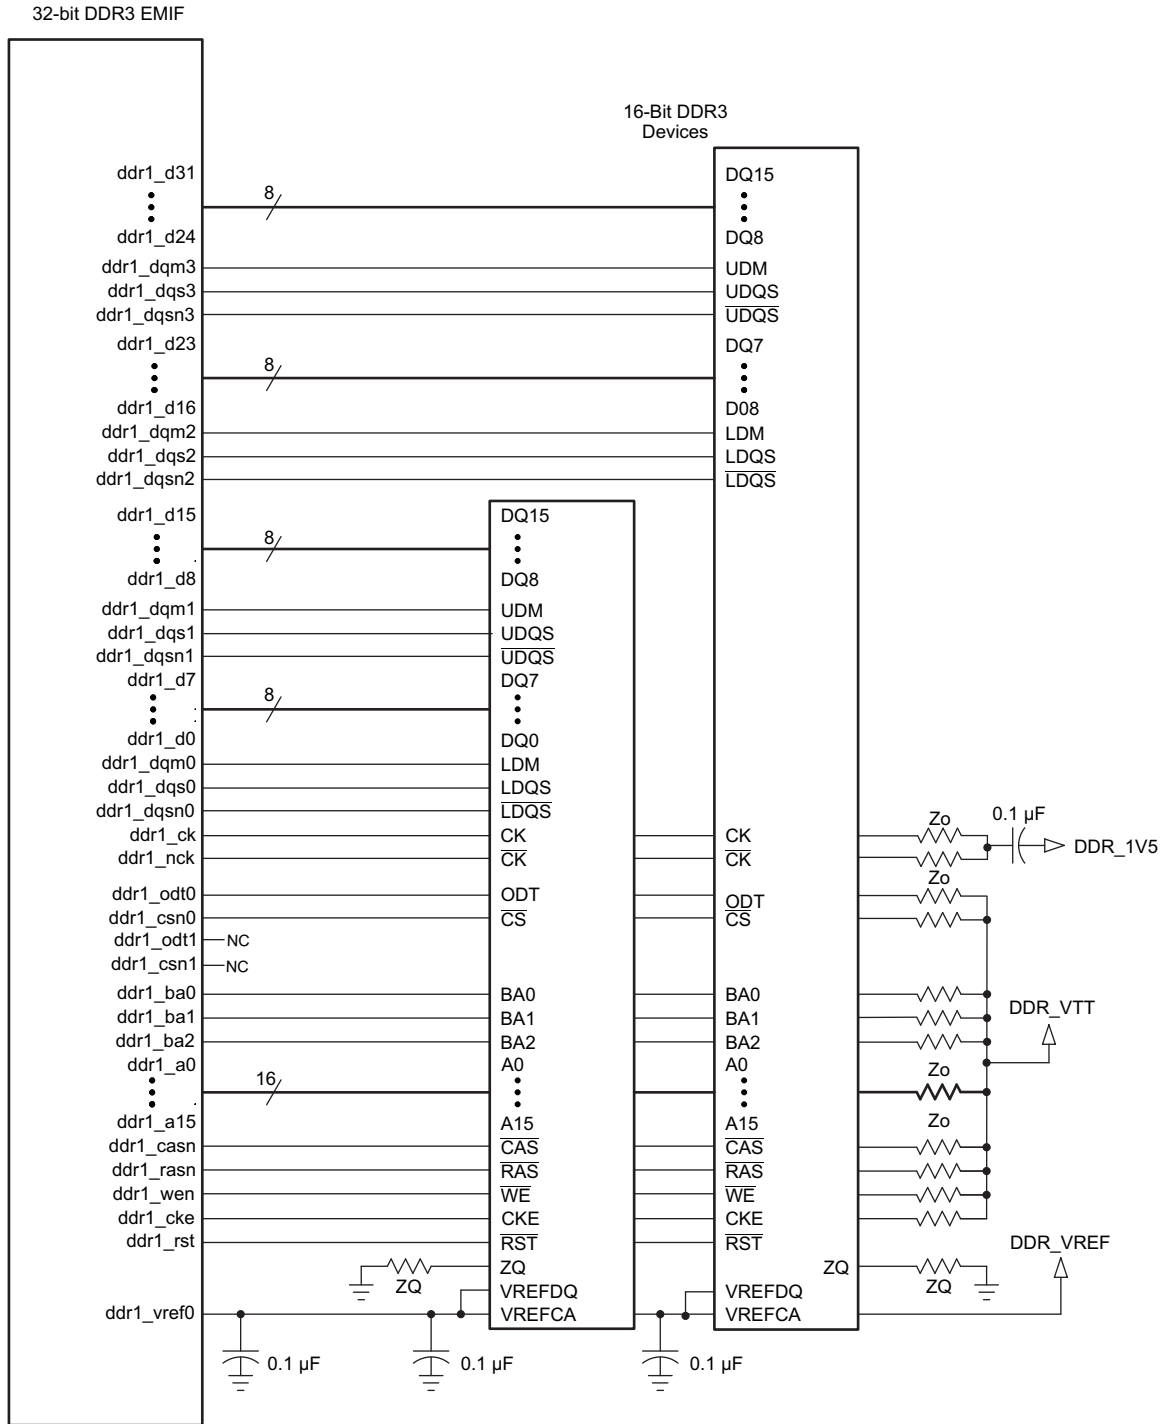 32-bit DDR3 EMIF
16-Bit DDR3
Devices
ddr1_d31
8
DQ15
ddr1_d24
DQ8
ddr1_dqm3
UDM
ddr1_dqs3
UDQS
ddr1_dqsn3
UDQS
ddr1_d23
8
DQ7
ddr1_d16
D08
ddr1_dqm2
LDM
ddr1_dqs2
LDQS
ddr1_dqsn2
LDQS
ddr1_d15
8
DQ15
ddr1_d8
DQ8
ddr1_dqm1
UDM
ddr1_dqs1
UDQS
ddr1_dqsn1
UDQS
ddr1_d7
8
DQ7
ddr1_d0
DQ0
ddr1_dqm0
LDM
ddr1_dqs0
LDQS
ddr1_dqsn0
LDQS
ddr1_ck
CK
CK
Zo
0.1 µF
DDR_1V5
ddr1_nck
CK
CK
Zo
ddr1_odt0
ODT
ODT
ddr1_csn0
CS
CS
ddr1_odt1
NC
ddr1_csn1
NC
ddr1_ba0
BA0
BA0
ddr1_ba1
BA1
BA1
DDR_VTT
ddr1_ba2
BA2
BA2
ddr1_a0
16
A0
A0
Zo
ddr1_a15
A15
A15
Zo
ddr1_casn
CAS
CAS
ddr1_rasn
RAS
RAS
ddr1_wen
WE
WE
ddr1_cke
CKE
CKE
ddr1_rst
RST
RST
DDR_VREF
ZQ
ZQ
ZQ
ZQ
VREFDQ
VREFDQ
ddr1_vref0
VREFCA
VREFCA
0.1 µF
0.1 µF
0.1 µF